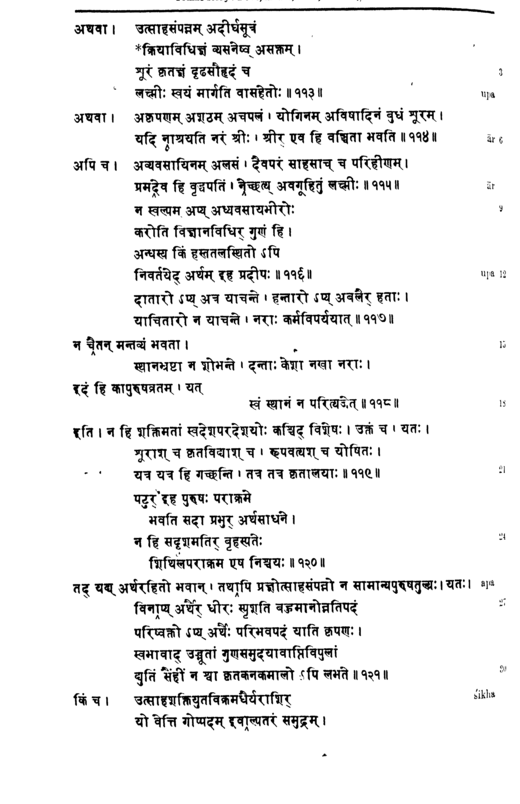 अथवा । उत्साहसंपन्नम् अदीर्घसूत्रं
*क्रियाविधिज्ञं व्यसनेष्व् असक्तम् ।
शूरं कृतज्ञं दृढसौहृदं च 3
लक्ष्मीः स्वयं मार्गति वासहेतोः ॥ ११३ ॥ upa
अथवा । अकृपणम् अशठम् अचपलं । योगिनम् अविषादिनं बुधं शूरम् ।
यदि नाश्रयति नरं श्रीः । श्रीर् एव हि वञ्चिता भवति ॥ ११४ ॥ ār 6
अपि च । अव्यवसायिनम् अलसं । दैवपरं साहसाच् च परिहीणम् ।
प्रमदेव हि वृद्धपतिं । नेच्छत्य् अवगूहितुं लक्ष्मीः ॥ ११५ ॥ ār
न स्वल्पम् अप्य् अध्यवसायभीरोः 9
करोति विज्ञानविधिर् गुणं हि ।
अन्धस्य किं हस्ततलस्थितो ऽपि
निवर्तयेद् अर्थम् इह प्रदीपः ॥ ११६ ॥ upa 12
दातारो ऽप्य् अत्र याचन्ते । हन्तारो ऽप्य् अबलैर् हताः ।
याचितारो न याचन्ते । नराः कर्मविपर्ययात् ॥ ११७ ॥
न चैतन् मन्तव्यं भवता । 15
स्थानभ्रष्टा न शोभन्ते । दन्ताः केशा नखा नराः ।
इदं हि कापुरुषव्रतम् । यत्
स्वं स्थानं न परित्यजेत् ॥ ११८ ॥ 18
इति । न हि शक्तिमतां स्वदेशपरदेशयोः कश्चिद् विशेषः । उक्तं च । यतः ।
शूराश् च कृतविद्याश् च । रूपवत्यश् च योषितः ।
यत्र यत्र हि गच्छन्ति । तत्र तत्र कृतालयाः ॥ ११९ ॥ 21
पटुर् इह पुरुषः पराक्रमे
भवति सदा प्रभुर् अर्थसाधने ।
न हि सदृशमतिर् बृहस्पतेः 24
शिथिलपराक्रम एष निश्चयः ॥ १२० ॥
तद् यद्य् अर्थरहितो भवान् । तथापि प्रज्ञोत्साहसंपन्नो न सामान्यपुरुषतुल्यः । यतः । apa
विनाप्य् अर्थैर् धीरः स्पृशति बहुमानोन्नतिपदं 27
परिष्वक्तो ऽप्य् अर्थैः परिभवपदं याति कृपणः ।
स्वभावाद् उद्भूतां गुणसमुदयावाप्तिविपुलां
द्युतिं सैंहीं न श्वा कृतकनकमालो ऽपि लभते ॥ १२१ ॥ 30
किं च । उत्साहशक्तियुतविक्रमधैर्यराशिर् śikha
यो वेत्ति गोष्पदम् इवाल्पतरं समुद्रम् ।